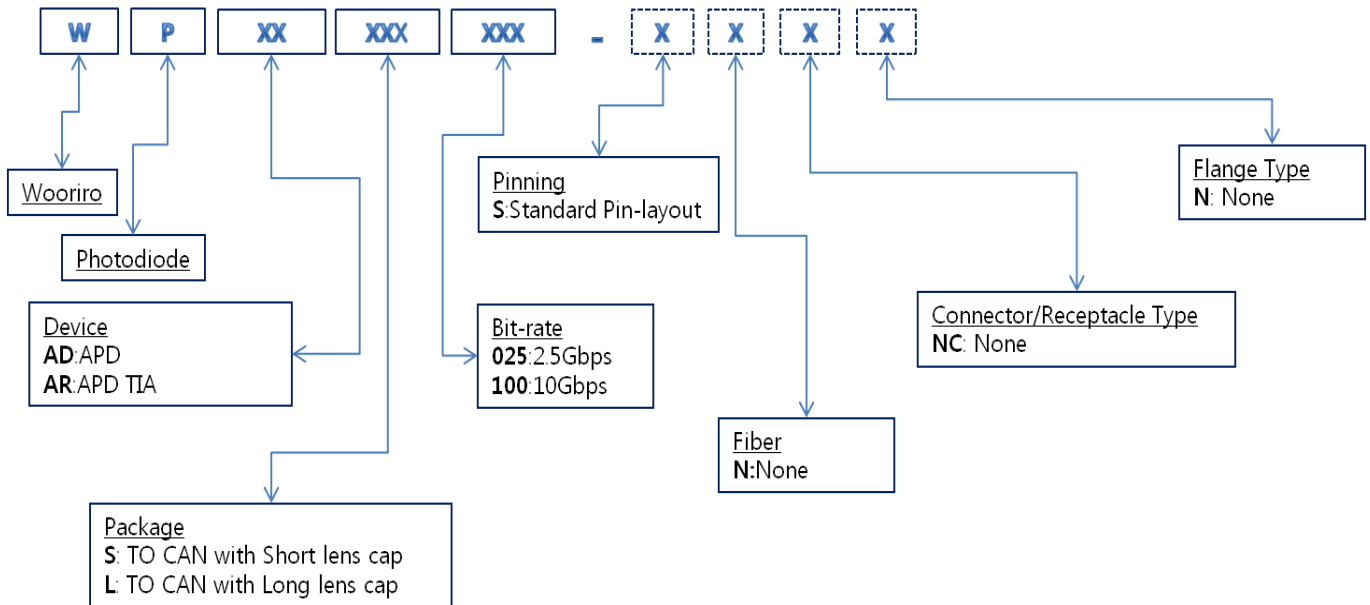 W P XX XXX XXX - X X X X
Wooriro
Photodiode
Device
AD:APD
AR:APD TIA
Package
S: TO CAN with Short lens cap
L: TO CAN with Long lens cap
Bit-rate
025:2.5Gbps
100:10Gbps
Pinning
S:Standard Pin-layout
Fiber
N:None
Connector/Receptacle Type
NC: None
Flange Type
N: None